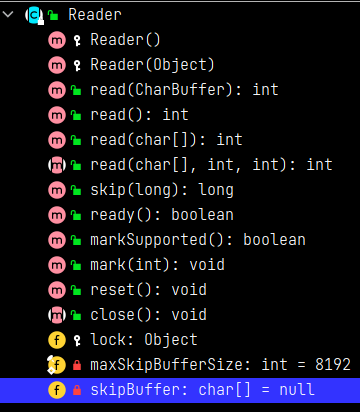 Reader
Reader()
Reader(Object)
read(CharBuffer): int
read(): int
read(char[]): int
read(char[], int, int): int
skip(long): long
ready(): boolean
markSupported(): boolean
mark(int): void
reset(): void
close(): void
lock: Object
maxSkipBufferSize: int = 8192
skipBuffer: char[] = null